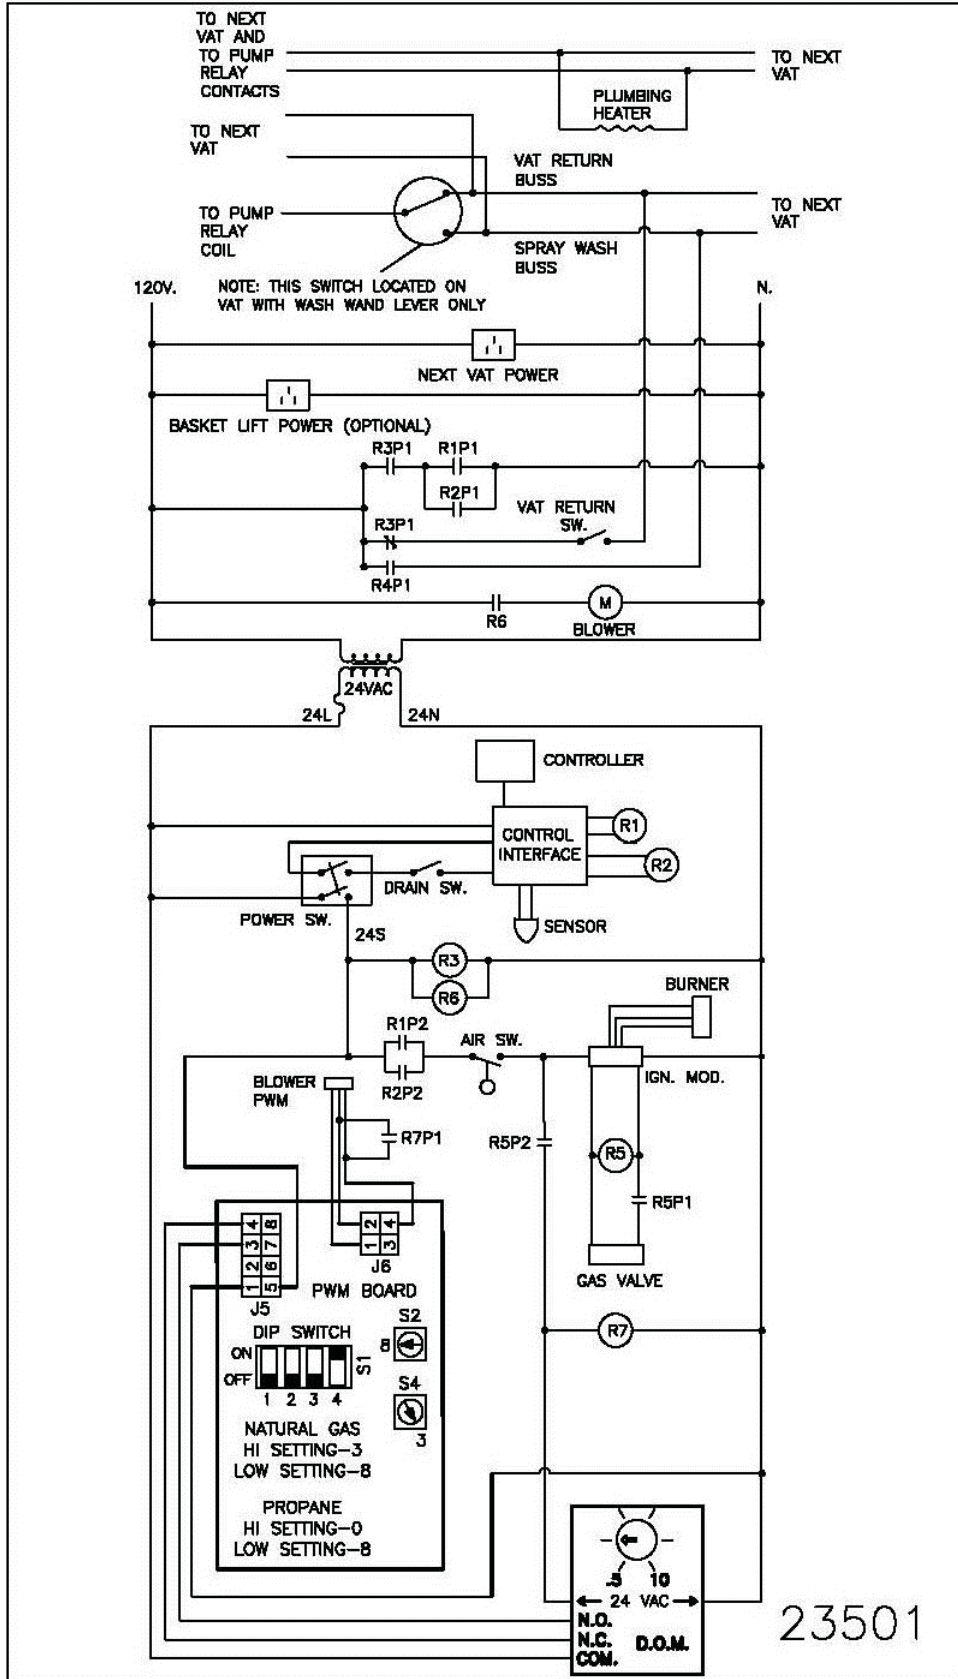 TO NEXT
VAT AND
TO PUMP
RELAY
CONTACTS
TO NEXT
VAT
PLUMBING
HEATER
TO NEXT
VAT
VAT RETURN
BUSS
TO PUMP
RELAY
COIL
TO NEXT
VAT
SPRAY WASH
BUSS
NOTE: THIS SWITCH LOCATED ON
VAT WITH WASH WAND LEVER ONLY
120V.
N.
NEXT VAT POWER
BASKET LIFT POWER (OPTIONAL)
R3P1
R1P1
R2P1
VAT RETURN
SW.
R3P1
R4P1
R6
M
BLOWER
24VAC
24L
24N
CONTROLLER
CONTROL
INTERFACE
R1
R2
DRAIN SW.
POWER SW.
SENSOR
24S
R3
R6
BURNER
R1P2
AIR SW.
R2P2
IGN. MOD.
BLOWER
PWM
R7P1
R5P2
R5
R5P1
4 8
3 7
2 6
1 5
J5
2 4
1 3
J6
GAS VALVE
PWM BOARD
S2
8
R7
DIP SWITCH
ON
OFF
S1
1 2 3 4
S4
3
NATURAL GAS
HI SETTING-3
LOW SETTING-8
PROPANE
HI SETTING-0
LOW SETTING-8
.5 10
24 VAC
N.O.
N.C.
COM.
D.O.M.
23501